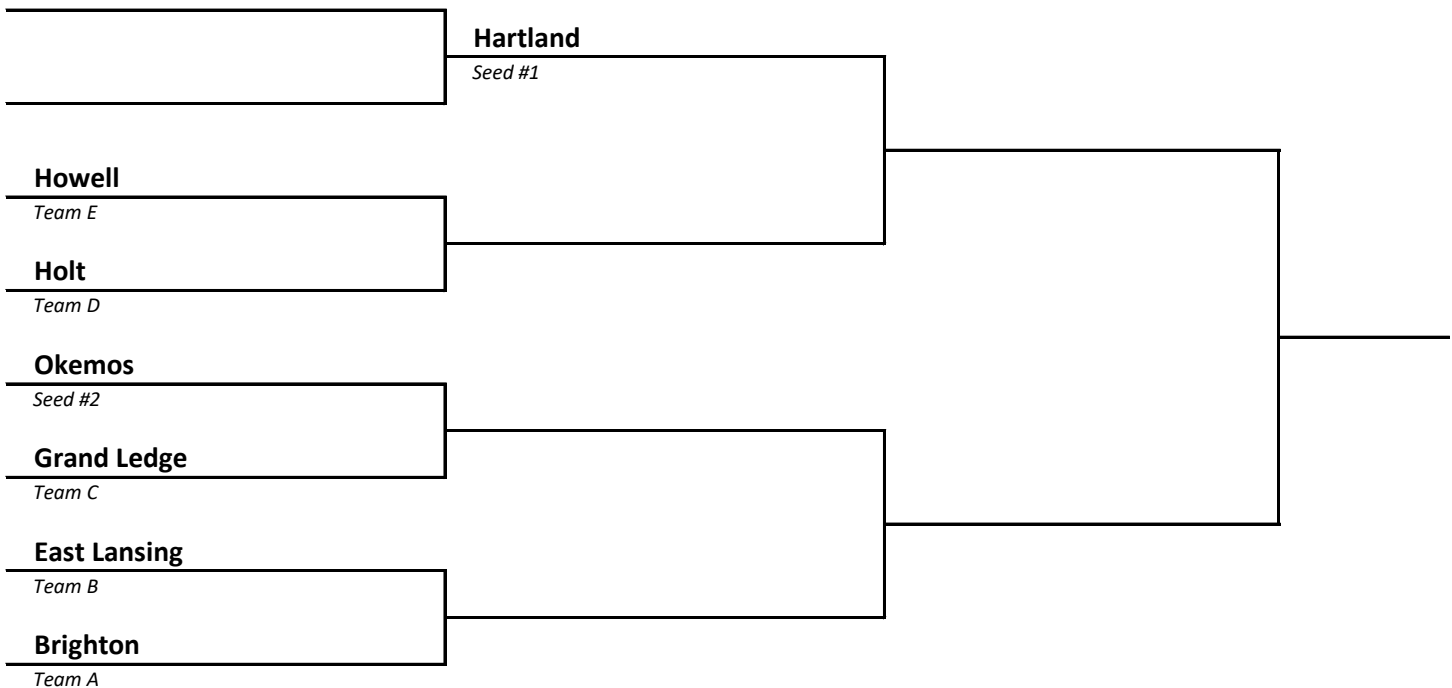 Hartland
Seed #1
Howell
Team E
Holt
Team D
Okemos
Seed #2
Grand Ledge
Team C
East Lansing
Team B
Brighton
Team A